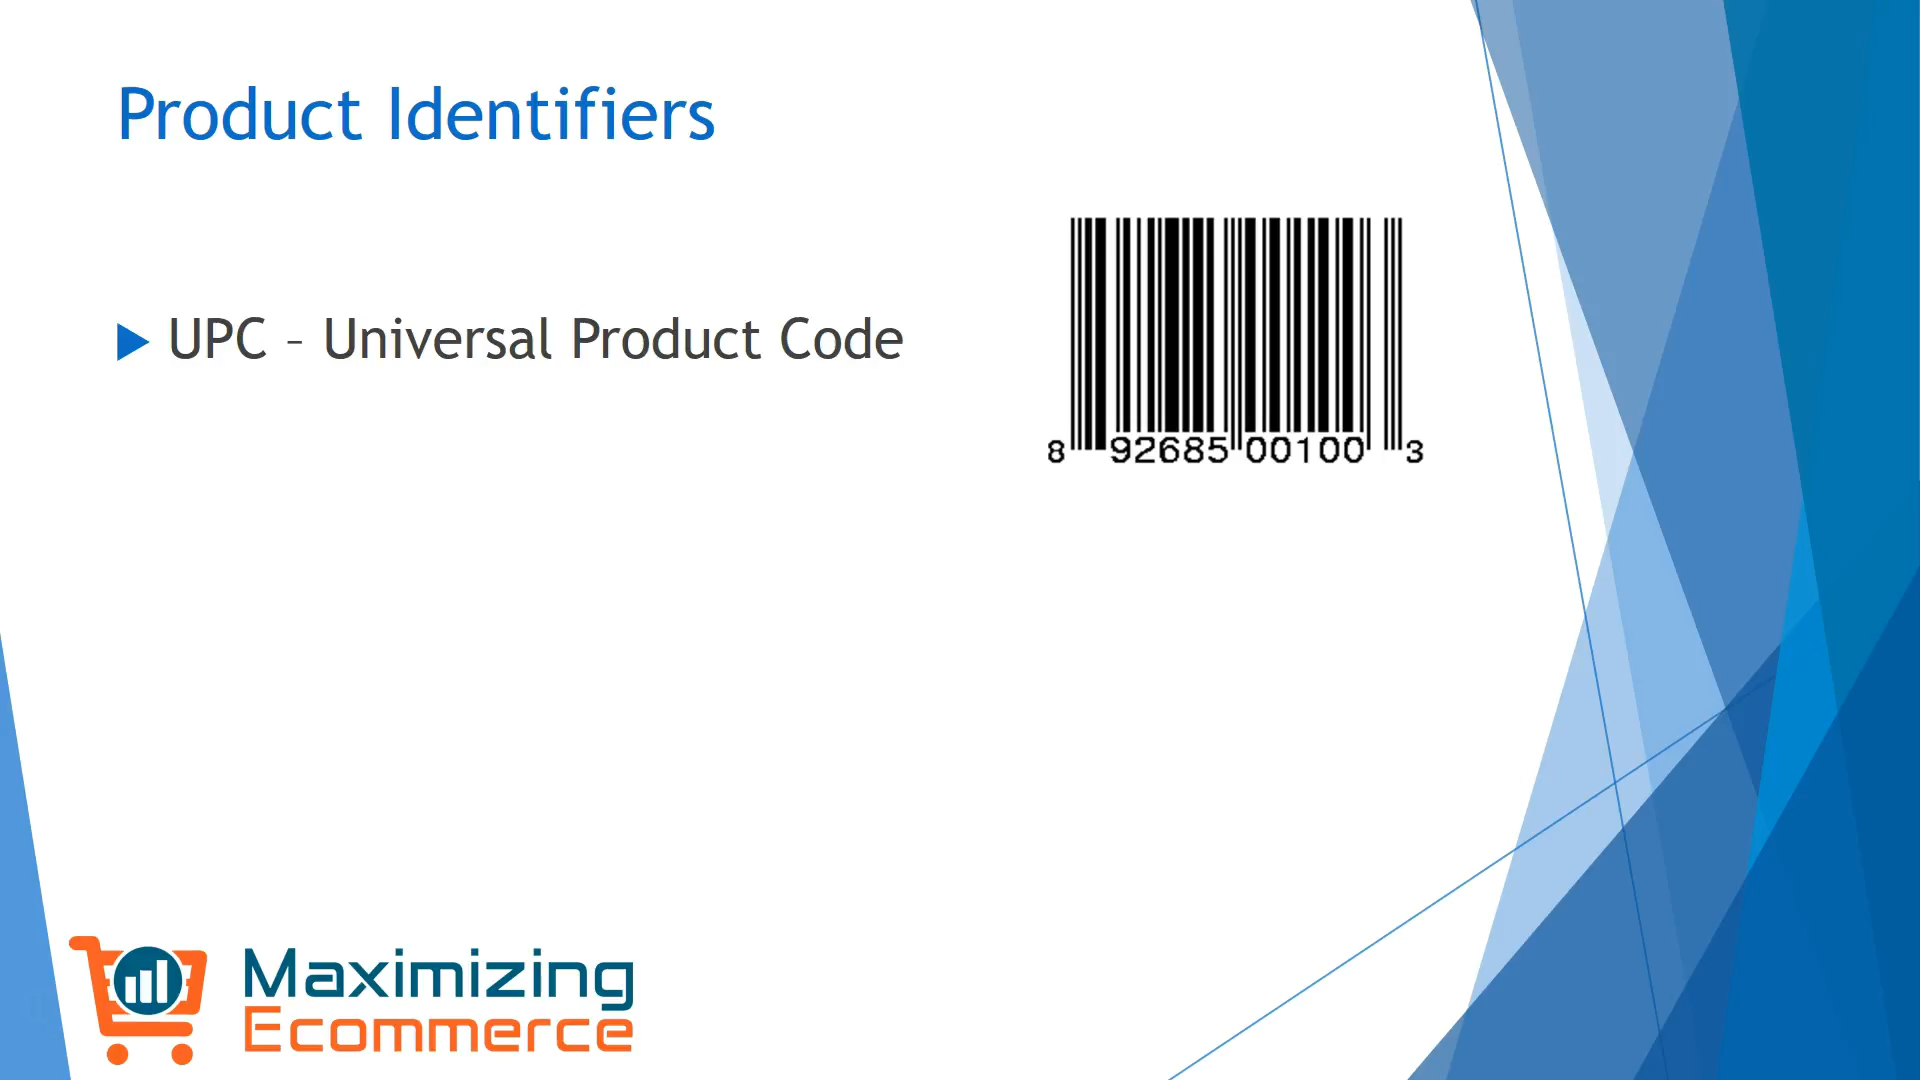 Product Identifiers
UPC – Universal Product Code
8 92685 00100 3
Maximizing
Ecommerce